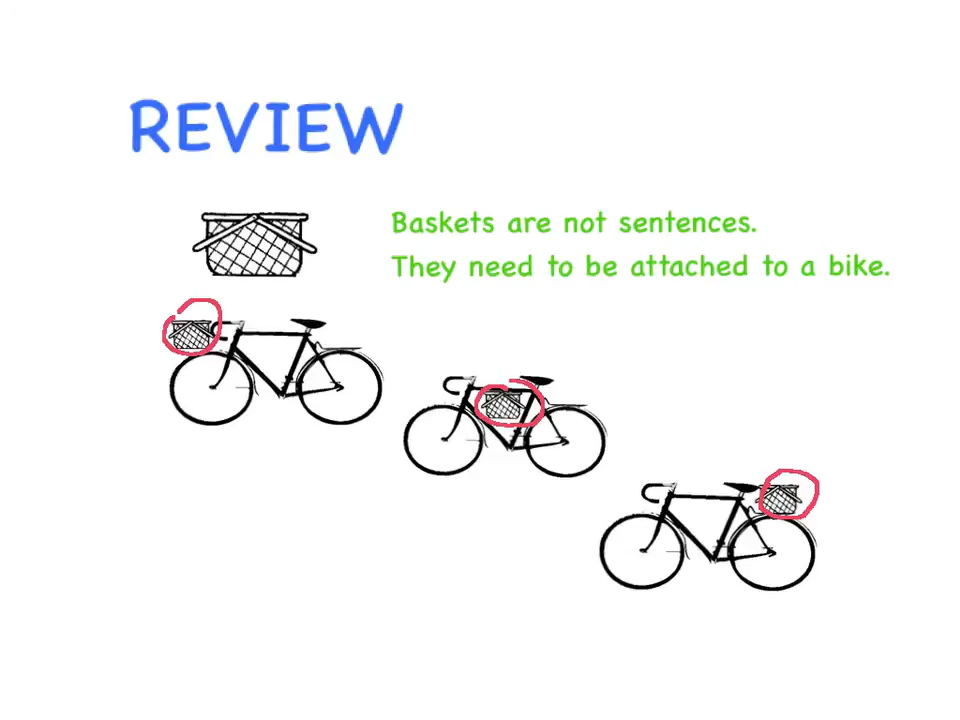 REVIEW
Baskets are not sentences.
They need to be attached to a bike.